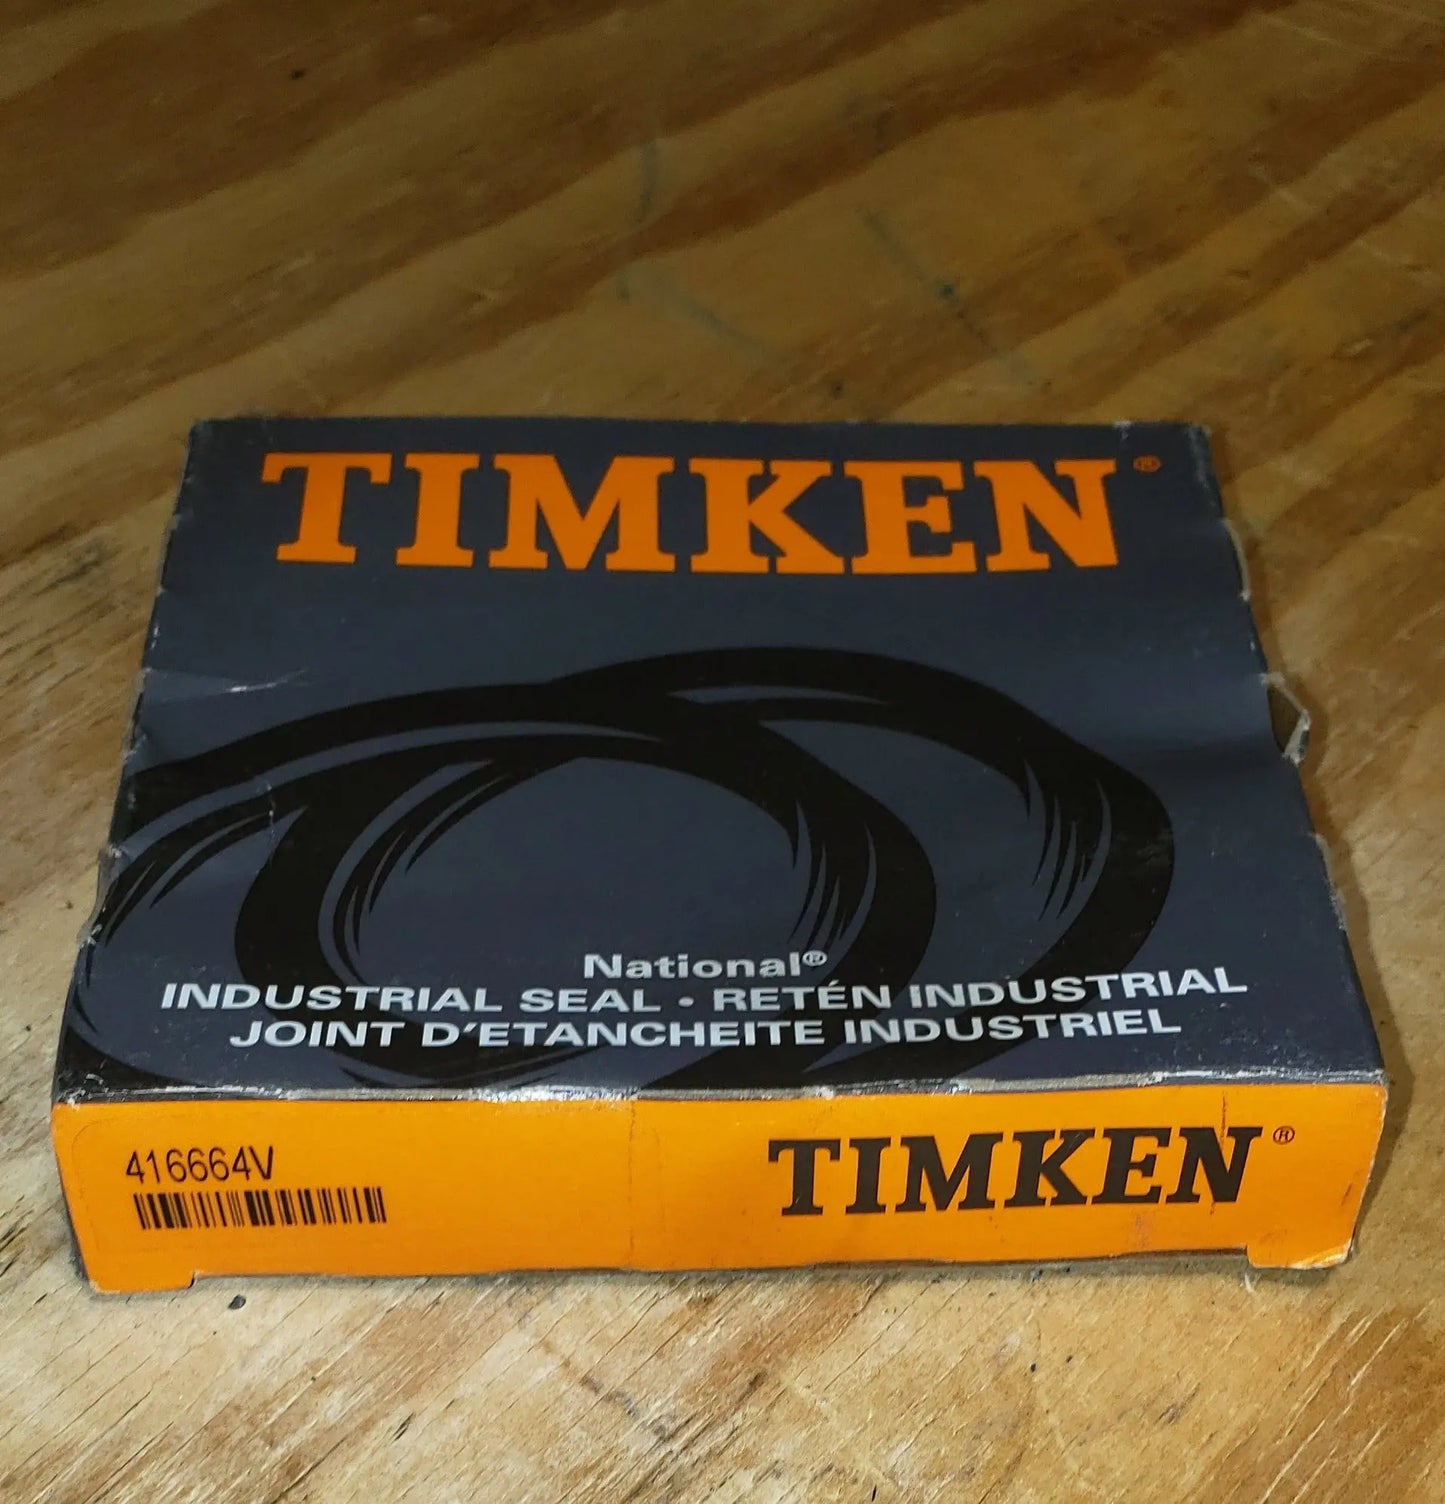 TIMKEN®
National®
INDUSTRIAL SEAL • RETÉN INDUSTRIAL
JOINT D'ETANCHEITE INDUSTRIEL
416664V
TIMKEN®